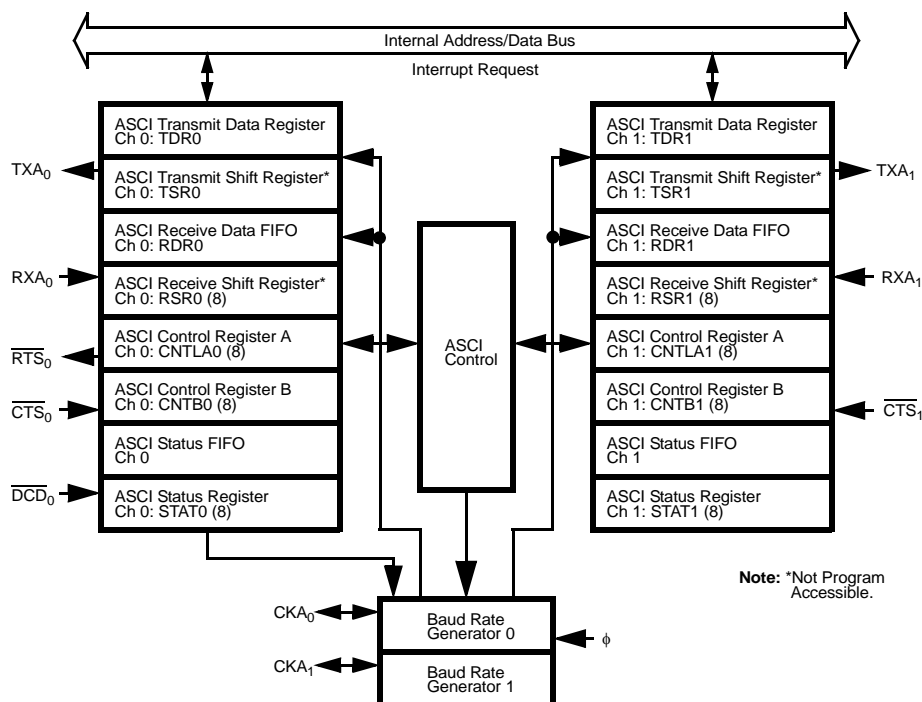 Internal Address/Data Bus
Interrupt Request
ASCI Transmit Data Register
Ch 0: TDR0
TXA0
ASCI Transmit Shift Register*
Ch 0: TSR0
ASCI Receive Data FIFO
Ch 0: RDR0
RXA0
ASCI Receive Shift Register*
Ch 0: RSR0 (8)
RTS0
ASCI Control Register A
Ch 0: CNTLA0 (8)
CTS0
ASCI Control Register B
Ch 0: CNTB0 (8)
ASCI Status FIFO
Ch 0
DCD0
ASCI Status Register
Ch 0: STAT0 (8)
ASCI
Control
ASCI Transmit Data Register
Ch 1: TDR1
ASCI Transmit Shift Register*
Ch 1: TSR1
TXA1
ASCI Receive Data FIFO
Ch 1: RDR1
ASCI Receive Shift Register*
Ch 1: RSR1 (8)
RXA1
ASCI Control Register A
Ch 1: CNTLA1 (8)
ASCI Control Register B
Ch 1: CNTB1 (8)
CTS1
ASCI Status FIFO
Ch 1
ASCI Status Register
Ch 1: STAT1 (8)
Note: *Not Program
Accessible.
CKA0
Baud Rate
Generator 0
ϕ
CKA1
Baud Rate
Generator 1